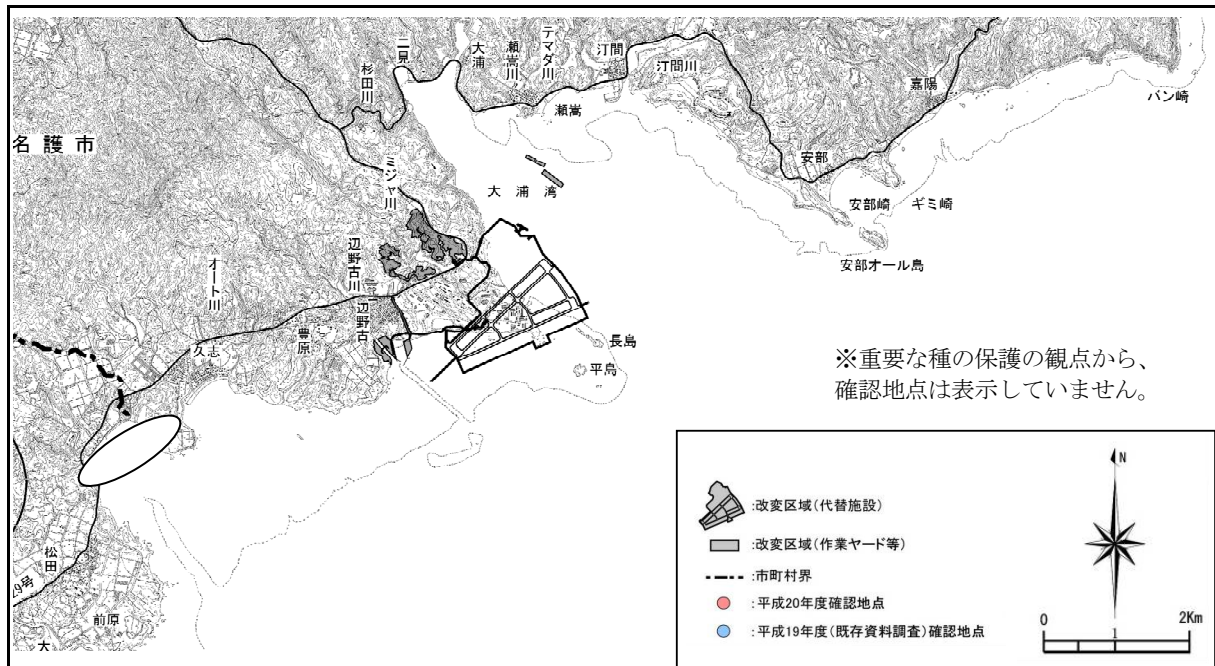 名護市
二見
杉田川
大浦
瀬嵩川
テマダ川
汀間
汀間川
瀬嵩
嘉陽
バン崎
安部
安部崎
ギミ崎
安部オール島
大浦湾
ミジャ川
辺野古川
辺野古
オート川
豊原
久志
長島
平島
松田
29号
前原
大
※重要な種の保護の観点から、
確認地点は表示していません。
:改変区域(代替施設)
:改変区域(作業ヤード等)
:市町村界
:平成20年度確認地点
:平成19年度(既存資料調査)確認地点
N
0 1 2Km